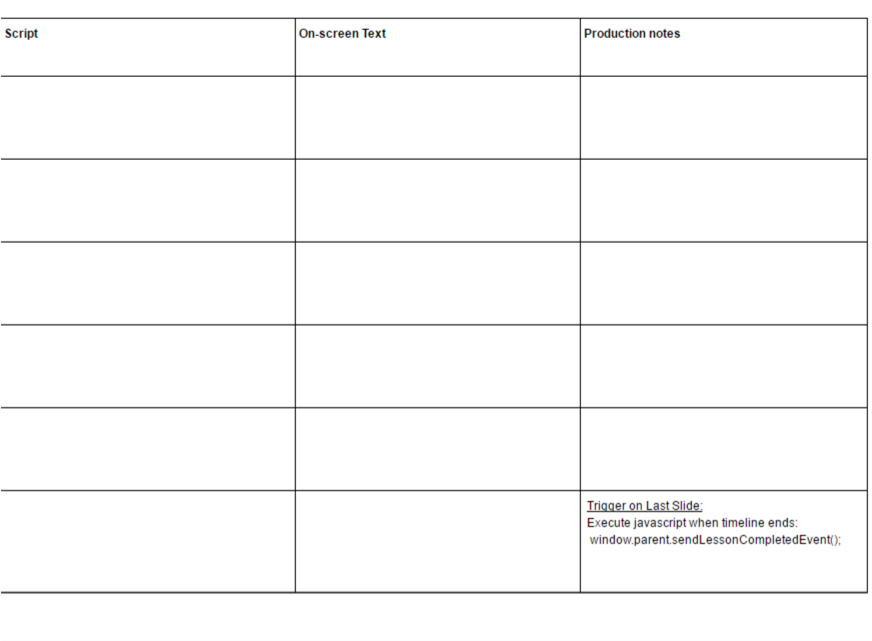 Script
On-screen Text
Production notes
Trigger on Last Slide:
Execute javascript when timeline ends:
window.parent.sendLessonCompletedEvent();